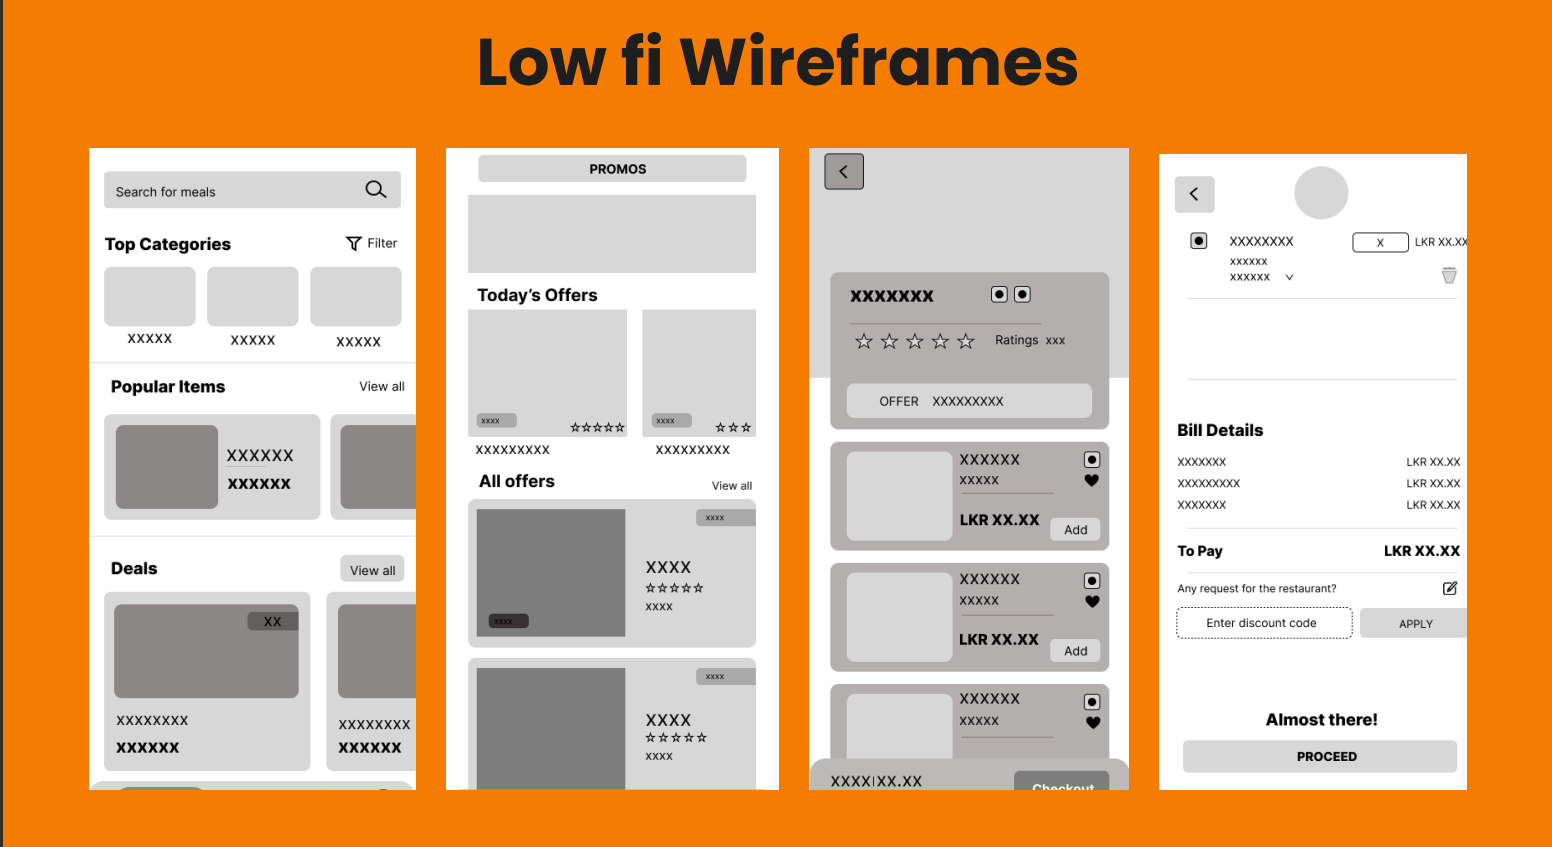 Low fi Wireframes
Search for meals
Top Categories
Filter
XXXXX
XXXXX
XXXXX
Popular Items
View all
XXXXXX
XXXXXX
Deals
View all
XX
XXXXXXXX
XXXXXX
XXXXXXXX
XXXXXX
PROMOS
Today's Offers
xxxx
xxxx
XXXXXXXXX
XXXXXXXXX
All offers
View all
xxxx
XXXX
xxxx
xxxx
xxxx
XXXX
xxxx
XXXXXXX
Ratings xxx
OFFER XXXXXXXXX
XXXXXX
XXXXX
LKR XX.XX
Add
XXXXXX
XXXXX
LKR XX.XX
Add
XXXXXX
XXXXX
XXXX|XX.XX
Checkout
XXXXXXXX
X
LKR XX.XX
xxxxxx
xxxxxx
Bill Details
XXXXXXX LKR XX.XX
XXXXXXXXX LKR XX.XX
XXXXXXX LKR XX.XX
To Pay LKR XX.XX
Any request for the restaurant?
Enter discount code
APPLY
Almost there!
PROCEED